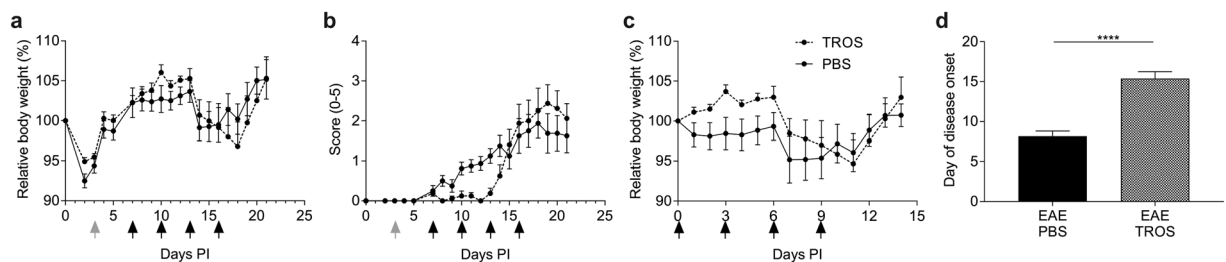 a
Relative body weight (%)
110
105
100
95
90
0 5 10 15 20 25
Days PI
b
Score (0-5)
4
3
2
1
0
0 5 10 15 20 25
Days PI
c
Relative body weight (%)
110
105
100
95
90
0 3 6 9 12 15
Days PI
TROS
PBS
d
Day of disease onset
20
15
10
5
0
****
EAE EAE
PBS TROS